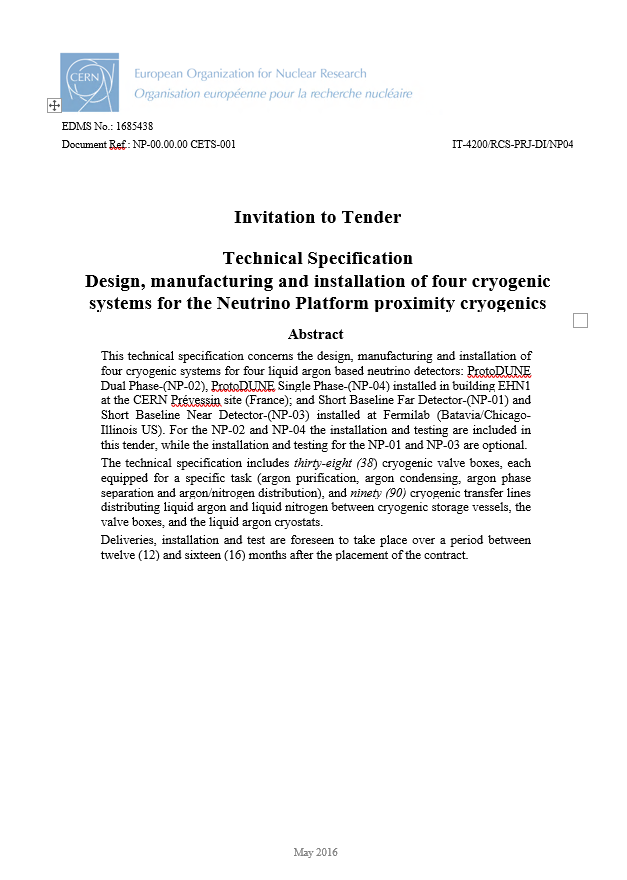 CERN
European Organization for Nuclear Research
Organisation européenne pour la recherche nucléaire
EDMS No.: 1685438
Document Ref.: NP-00.00.00 CETS-001 IT-4200/RCS-PRJ-DI/NP04
Invitation to Tender
Technical Specification
Design, manufacturing and installation of four cryogenic
systems for the Neutrino Platform proximity cryogenics
Abstract
This technical specification concerns the design, manufacturing and installation of
four cryogenic systems for four liquid argon based neutrino detectors: ProtoDUNE
Dual Phase-(NP-02), ProtoDUNE Single Phase-(NP-04) installed in building EHN1
at the CERN Prévessin site (France); and Short Baseline Far Detector-(NP-01) and
Short Baseline Near Detector-(NP-03) installed at Fermilab (Batavia/Chicago-
Illinois US). For the NP-02 and NP-04 the installation and testing are included in
this tender, while the installation and testing for the NP-01 and NP-03 are optional.
The technical specification includes thirty-eight (38) cryogenic valve boxes, each
equipped for a specific task (argon purification, argon condensing, argon phase
separation and argon/nitrogen distribution), and ninety (90) cryogenic transfer lines
distributing liquid argon and liquid nitrogen between cryogenic storage vessels, the
valve boxes, and the liquid argon cryostats.
Deliveries, installation and test are foreseen to take place over a period between
twelve (12) and sixteen (16) months after the placement of the contract.
May 2016